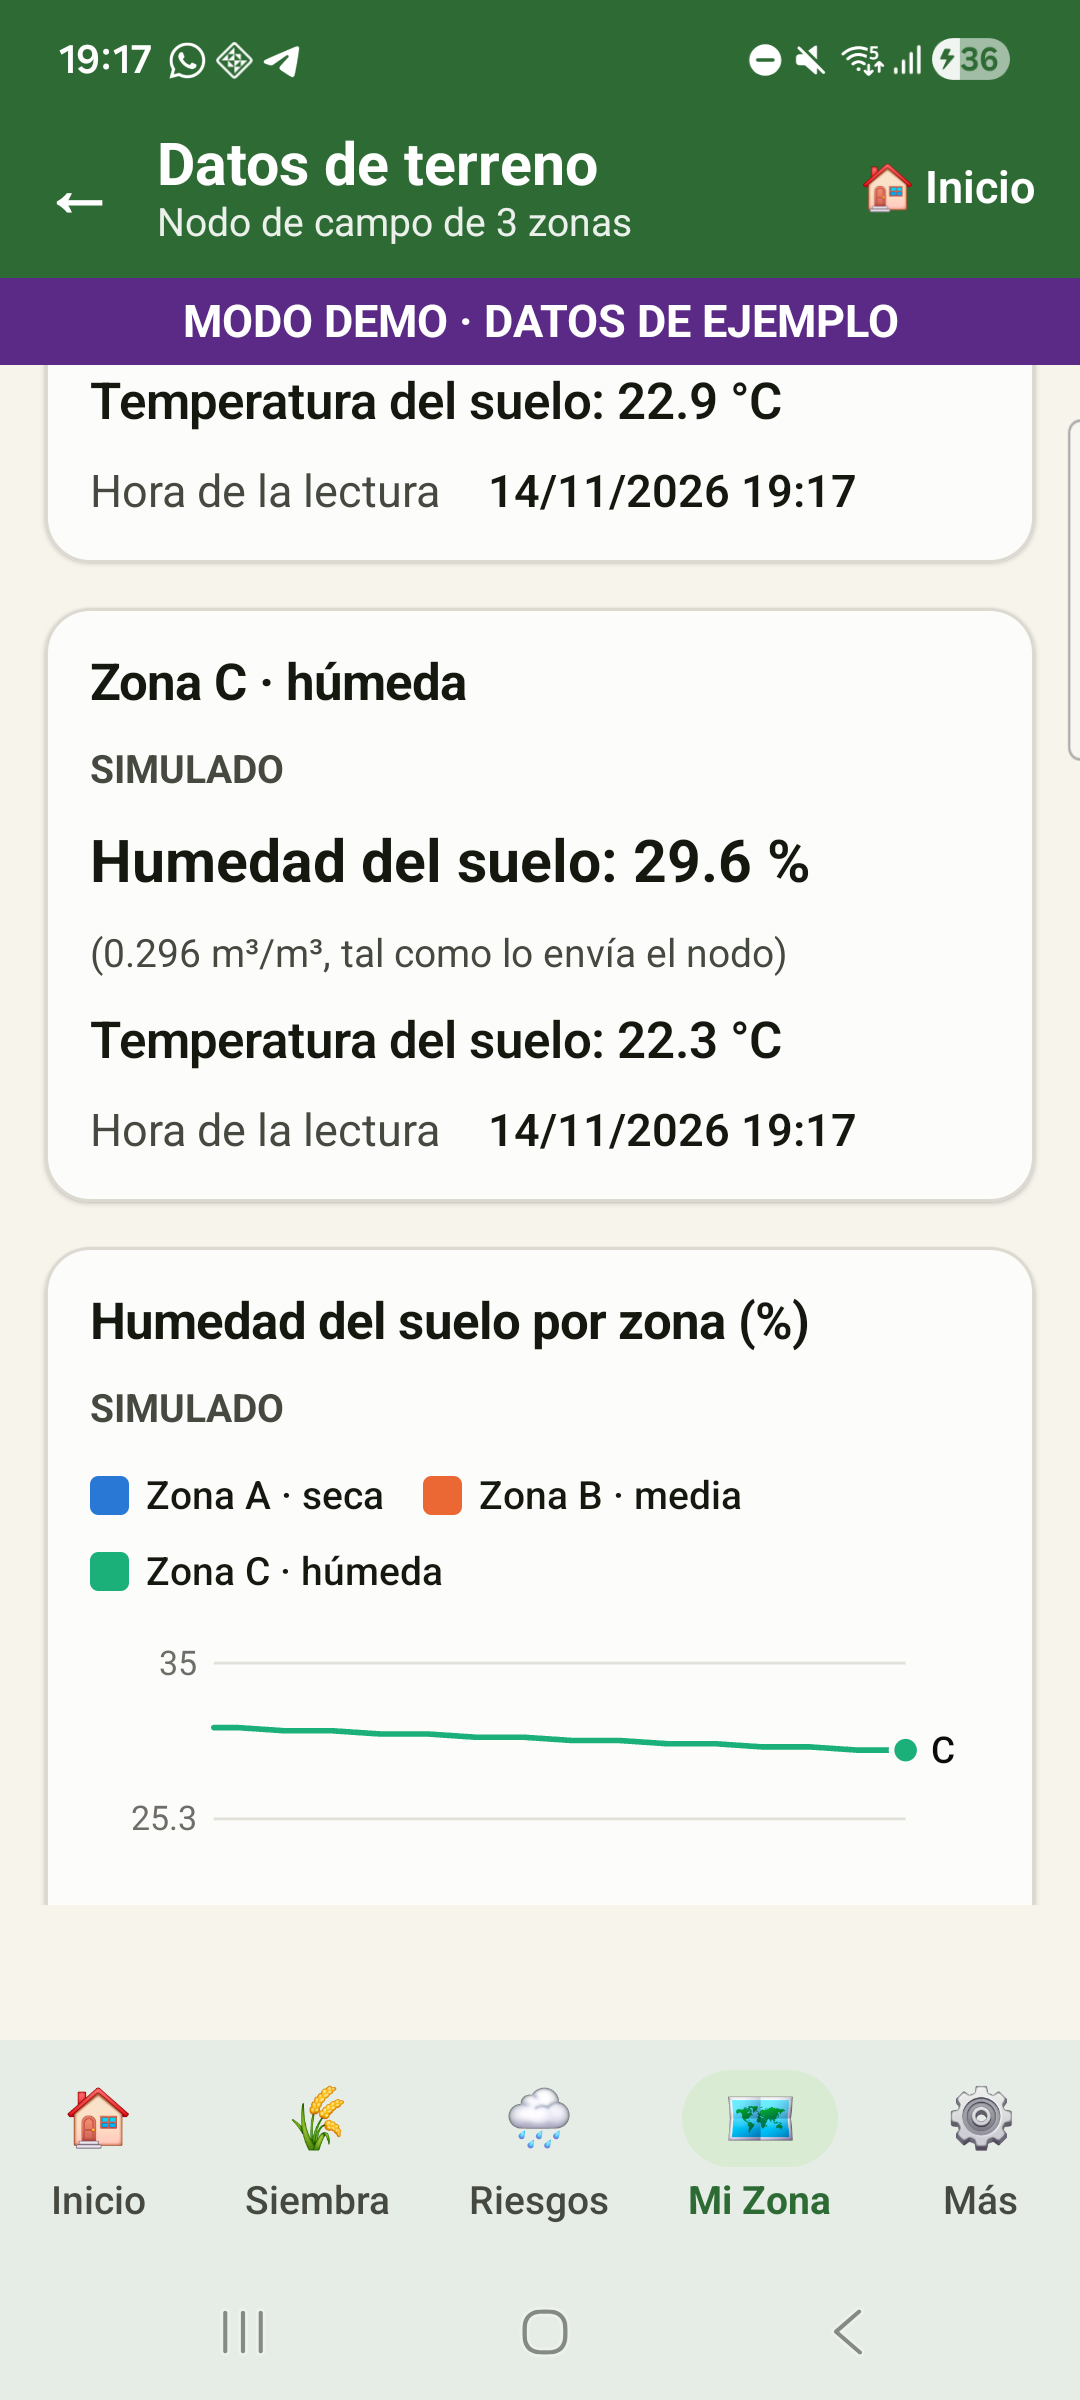 19:17
5
36
Datos de terreno
Nodo de campo de 3 zonas
Inicio
MODO DEMO · DATOS DE EJEMPLO
Temperatura del suelo: 22.9 °C
Hora de la lectura 14/11/2026 19:17
Zona C · húmeda
SIMULADO
Humedad del suelo: 29.6 %
(0.296 m³/m³, tal como lo envía el nodo)
Temperatura del suelo: 22.3 °C
Hora de la lectura 14/11/2026 19:17
Humedad del suelo por zona (%)
SIMULADO
Zona A · seca Zona B · media
Zona C · húmeda
35
C
25.3
Inicio Siembra Riesgos Mi Zona Más